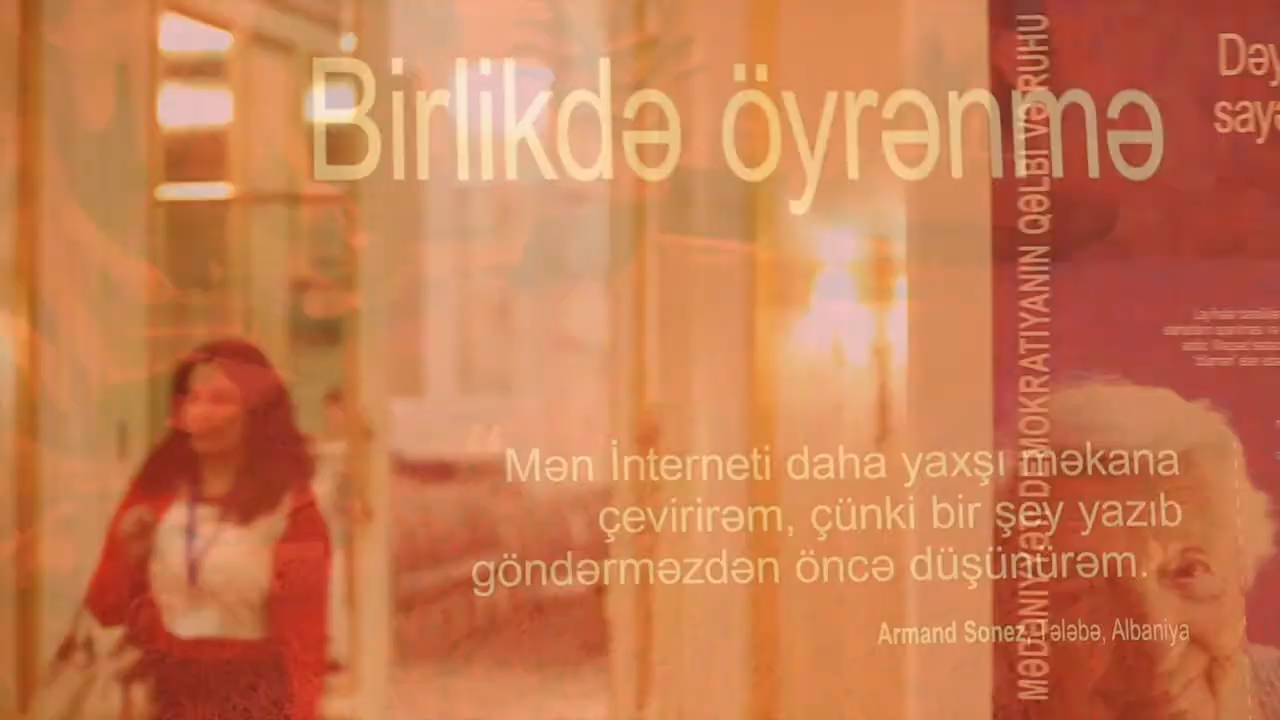 Birlikdə öyrənmə
Mən İnterneti daha yaxşı məkana
çevirirəm, çünki bir şey yazıb
göndərməzdən öncə düşünürəm.
Armand Sonez, Tələbə, Albaniya
MƏDƏNİYYƏT DEMOKRATİYANIN QƏLBİ VƏ RUHU